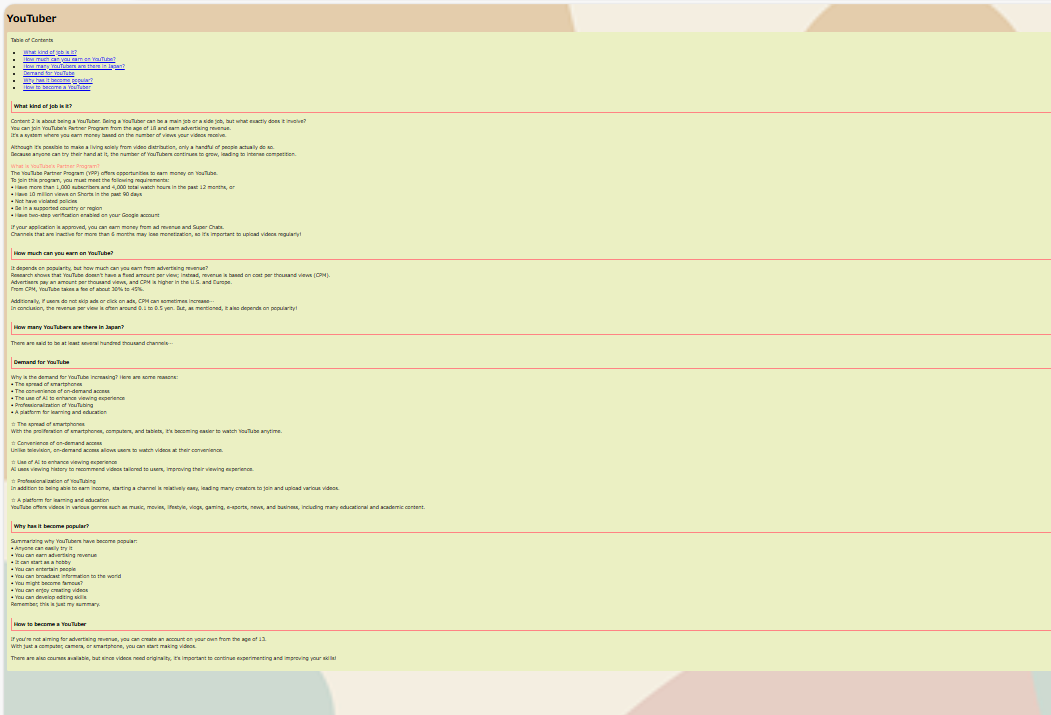 YouTuber
Table of Contents
• What kind of job is it?
• How much can you earn on YouTube?
• How many YouTubers are there in Japan?
• Demand for YouTube
• Why has it become popular?
• How to become a YouTuber
What kind of job is it?
Content 2 is about being a YouTuber. Being a YouTuber can be a main job or a side job, but what exactly does it involve?
You can join YouTube's Partner Program from the age of 18 and earn advertising revenue.
It's a system where you earn money based on the number of views your videos receive.
Although it's possible to make a living solely from video distribution, only a handful of people actually do so.
Because anyone can try their hand at it, the number of YouTubers continues to grow, leading to intense competition.
What is YouTube's Partner Program?
The YouTube Partner Program (YPP) offers opportunities to earn money on YouTube.
To join this program, you must meet the following requirements:
• Have more than 1,000 subscribers and 4,000 total watch hours in the past 12 months, or
• Have 10 million views on Shorts in the past 90 days
• Not have violated policies
• Be in a supported country or region
• Have two-step verification enabled on your Google account
If your application is approved, you can earn money from ad revenue and Super Chats.
Channels that are inactive for more than 6 months may lose monetization, so it's important to upload videos regularly!
How much can you earn on YouTube?
It depends on popularity, but how much can you earn from advertising revenue?
Research shows that YouTube doesn't have a fixed amount per view; instead, revenue is based on cost per thousand views (CPM).
Advertisers pay an amount per thousand views, and CPM is higher in the U.S. and Europe.
From CPM, YouTube takes a fee of about 30% to 45%.
Additionally, if users do not skip ads or click on ads, CPM can sometimes increase…
In conclusion, the revenue per view is often around 0.1 to 0.5 yen. But, as mentioned, it also depends on popularity!
How many YouTubers are there in Japan?
There are said to be at least several hundred thousand channels…
Demand for YouTube
Why is the demand for YouTube increasing? Here are some reasons:
• The spread of smartphones
• The convenience of on-demand access
• The use of AI to enhance viewing experience
• Professionalization of YouTubing
• A platform for learning and education
☆ The spread of smartphones
With the proliferation of smartphones, computers, and tablets, it's becoming easier to watch YouTube anytime.
☆ Convenience of on-demand access
Unlike television, on-demand access allows users to watch videos at their convenience.
☆ Use of AI to enhance viewing experience
AI uses viewing history to recommend videos tailored to users, improving their viewing experience.
☆ Professionalization of YouTubing
In addition to being able to earn income, starting a channel is relatively easy, leading many creators to join and upload various videos.
☆ A platform for learning and education
YouTube offers videos in various genres such as music, movies, lifestyle, vlogs, gaming, e-sports, news, and business, including many educational and academic content.
Why has it become popular?
Summarizing why YouTubers have become popular:
• Anyone can easily try it
• You can earn advertising revenue
• It can start as a hobby
• You can entertain people
• You can broadcast information to the world
• You might become famous?
• You can enjoy creating videos
• You can develop editing skills
Remember, this is just my summary.
How to become a YouTuber
If you're not aiming for advertising revenue, you can create an account on your own from the age of 13.
With just a computer, camera, or smartphone, you can start making videos.
There are also courses available, but since videos need originality, it's important to continue experimenting and improving your skills!